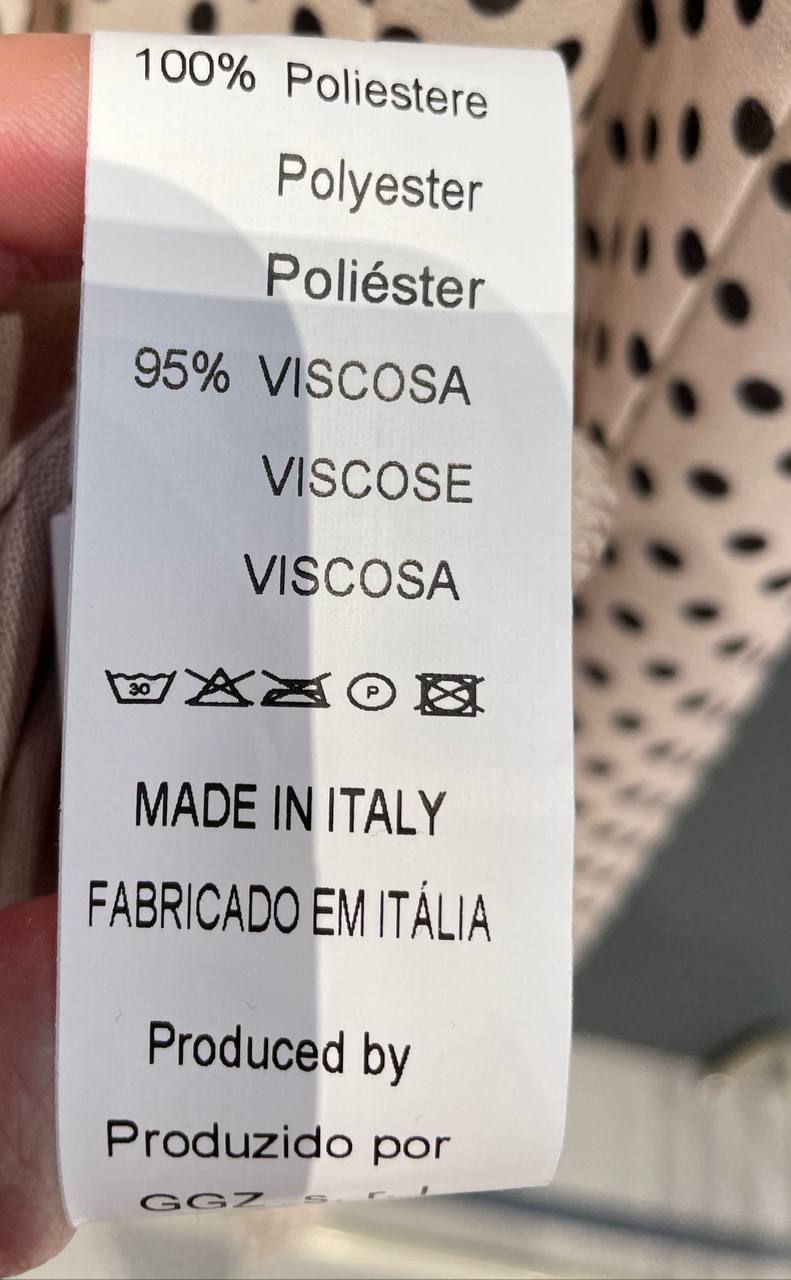 100% Poliestere
Polyester
Poliéster
95% VISCOSA
VISCOSE
VISCOSA
30 P
MADE IN ITALY
FABRICADO EM ITÁLIA
Produced by
Produzido por
GGZ s. r. l